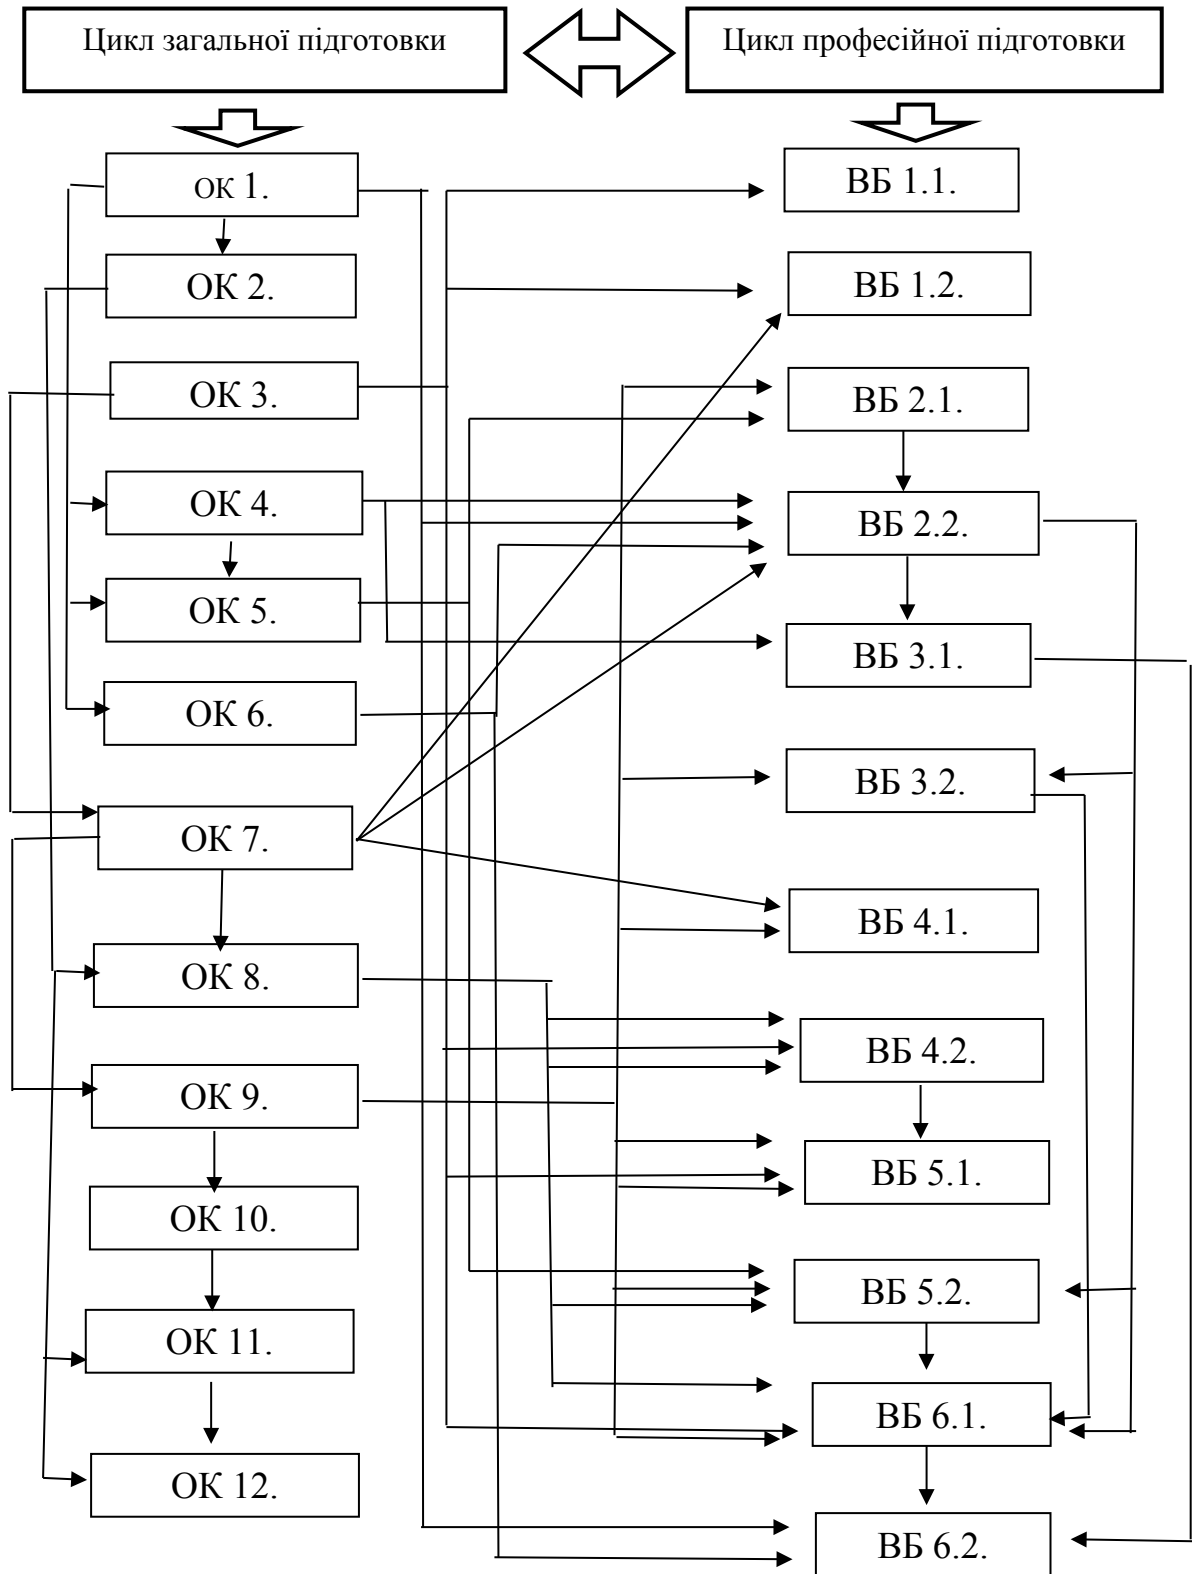 Цикл загальної підготовки
Цикл професійної підготовки
ОК 1.
ОК 2.
ОК 3.
ОК 4.
ОК 5.
ОК 6.
ОК 7.
ОК 8.
ОК 9.
ОК 10.
ОК 11.
ОК 12.
ВБ 1.1.
ВБ 1.2.
ВБ 2.1.
ВБ 2.2.
ВБ 3.1.
ВБ 3.2.
ВБ 4.1.
ВБ 4.2.
ВБ 5.1.
ВБ 5.2.
ВБ 6.1.
ВБ 6.2.